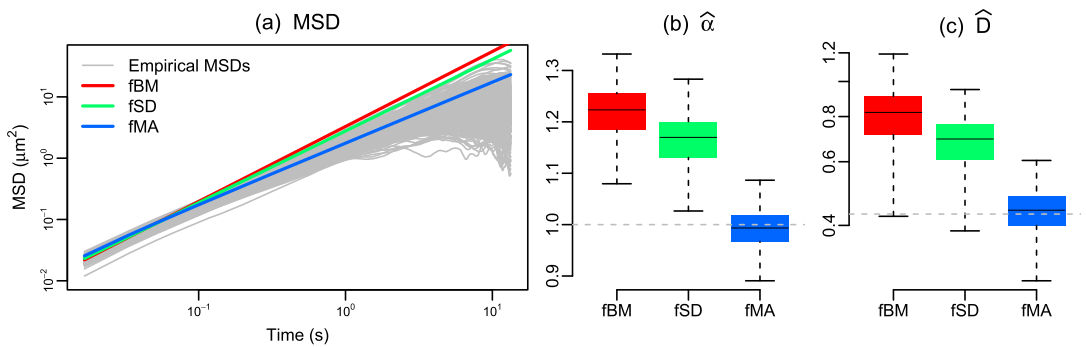 (a) MSD
MSD (μm²)
10⁻² 10⁻¹ 10⁰ 10¹
Empirical MSDs
fBM
fSD
fMA
10⁻¹ 10⁰ 10¹
Time (s)
(b) α̂
0.9 1.0 1.1 1.2 1.3
fBM fSD fMA
(c) D̂
0.4 0.6 0.8 1.2
fBM fSD fMA